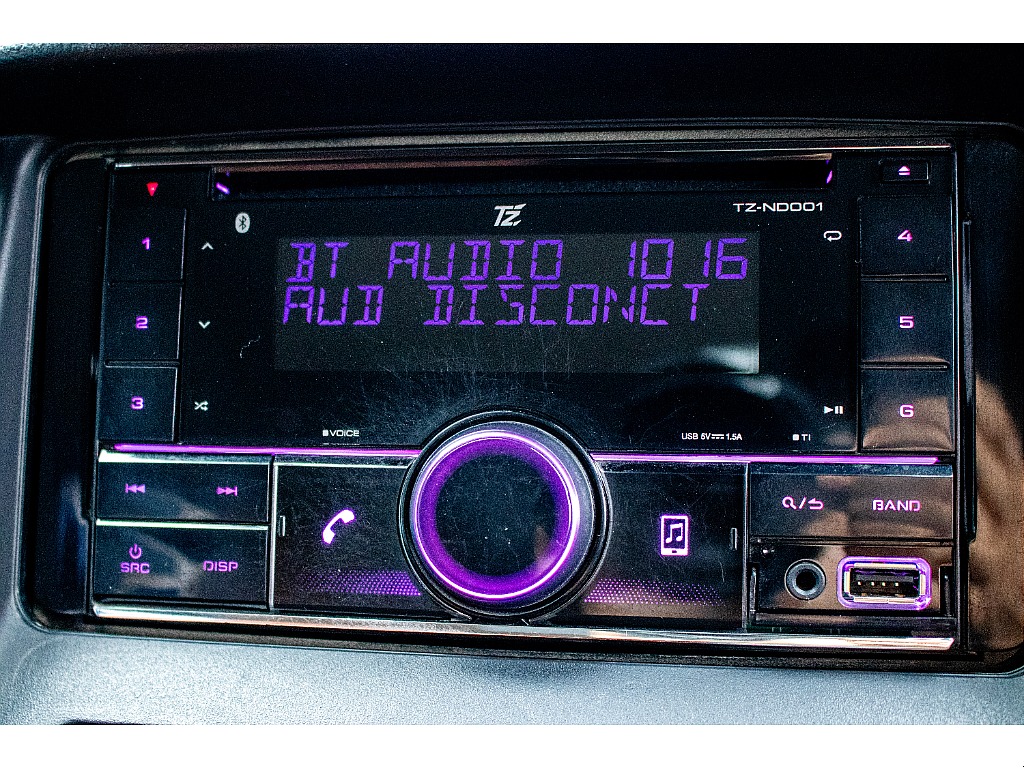 TZ
TZ-ND001
BT AUDIO 1016
AUD DISCONCT
1
2
3
4
5
6
VOICE
USB 5V 1.5A
TI
SRC
DISP
/
BAND